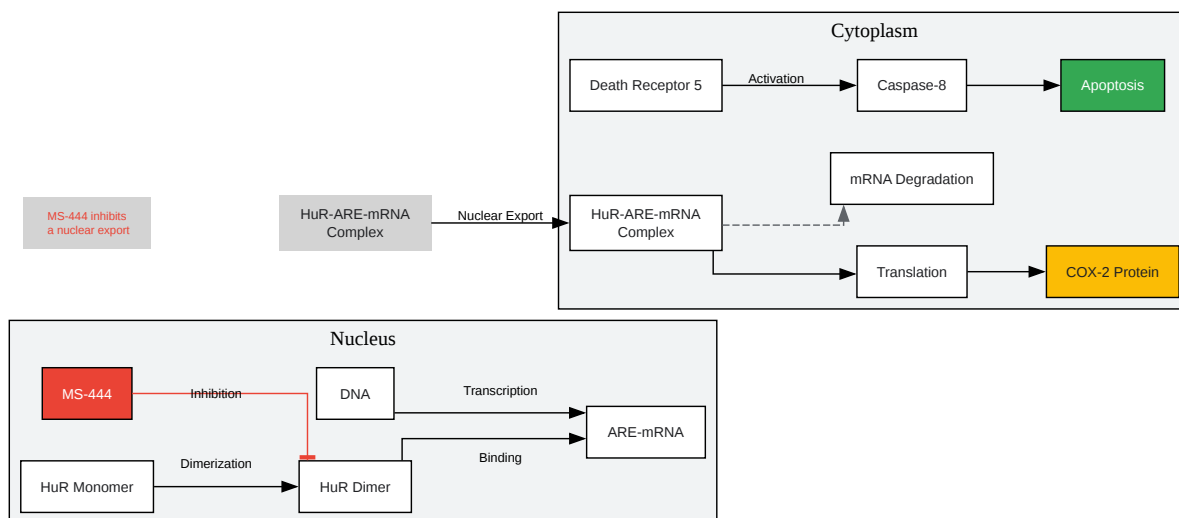 Cytoplasm
Death Receptor 5
Activation
Caspase-8
Apoptosis
mRNA Degradation
MS-444 inhibits
a nuclear export
HuR-ARE-mRNA
Complex
Nuclear Export
HuR-ARE-mRNA
Complex
Translation
COX-2 Protein
Nucleus
MS-444
Inhibition
DNA
Transcription
ARE-mRNA
HuR Monomer
Dimerization
HuR Dimer
Binding